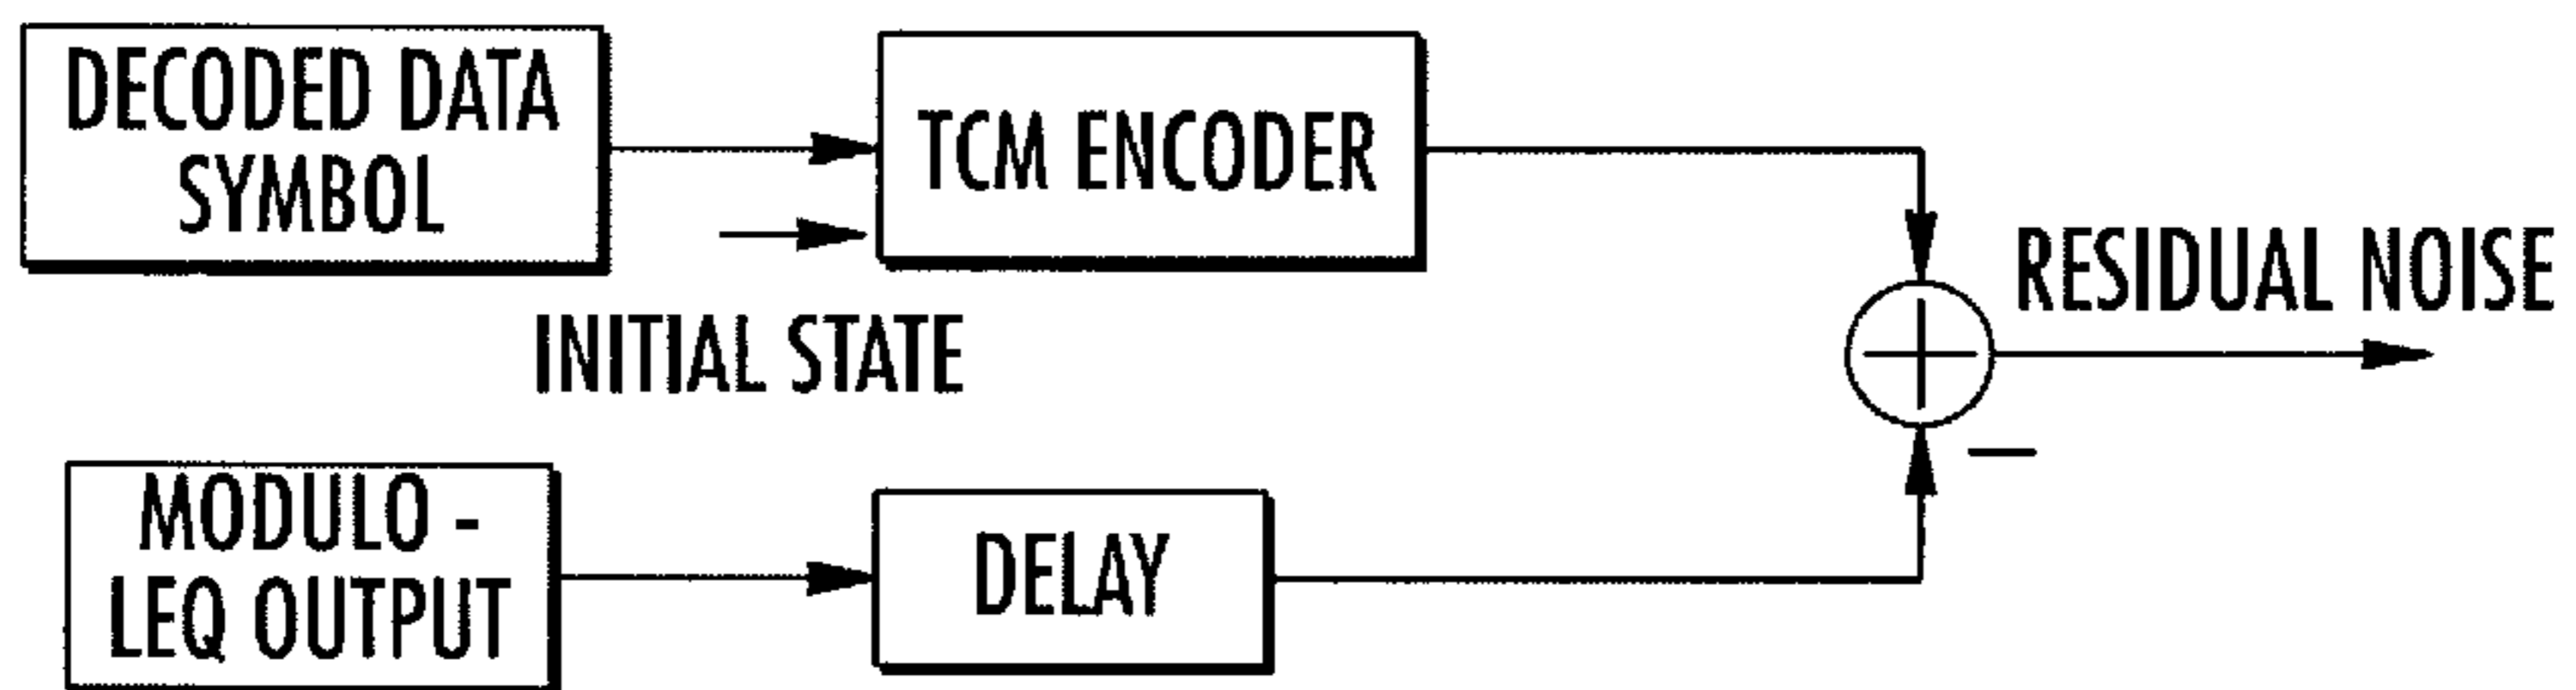 DECODED DATA
SYMBOL
TCM ENCODER
INITIAL STATE
RESIDUAL NOISE
MODULO -
LEQ OUTPUT
DELAY